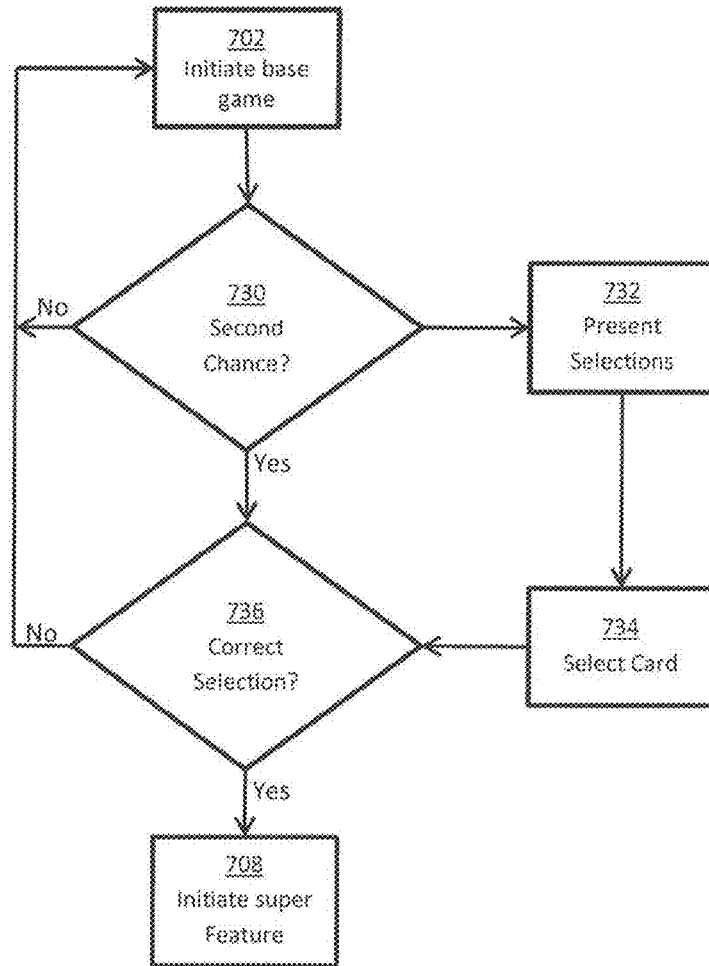 702
Initiate base
game
730
Second
Chance?
No
732
Present
Selections
Yes
736
Correct
Selection?
No
734
Select Card
Yes
708
Initiate super
Feature